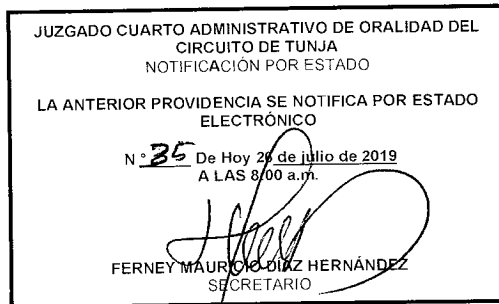 JUZGADO CUARTO ADMINISTRATIVO DE ORALIDAD DEL
CIRCUITO DE TUNJA
NOTIFICACIÓN POR ESTADO
LA ANTERIOR PROVIDENCIA SE NOTIFICA POR ESTADO
ELECTRÓNICO
N° 35 De Hoy 26 de julio de 2019
A LAS 8:00 a.m.
FERNEY MAURICIO DÍAZ HERNÁNDEZ
SECRETARIO